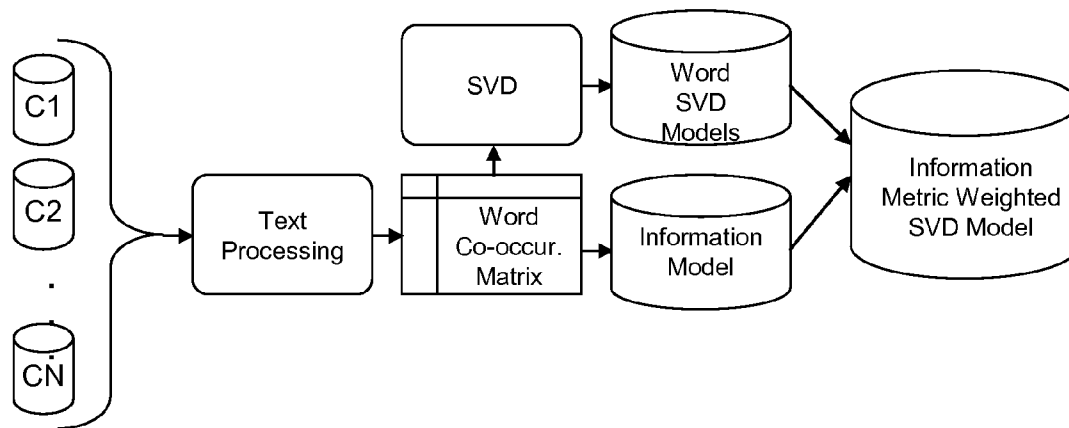 C1
C2
.
.
.
CN
Text
Processing
SVD
Word
Co-occur.
Matrix
Word
SVD
Models
Information
Model
Information
Metric Weighted
SVD Model